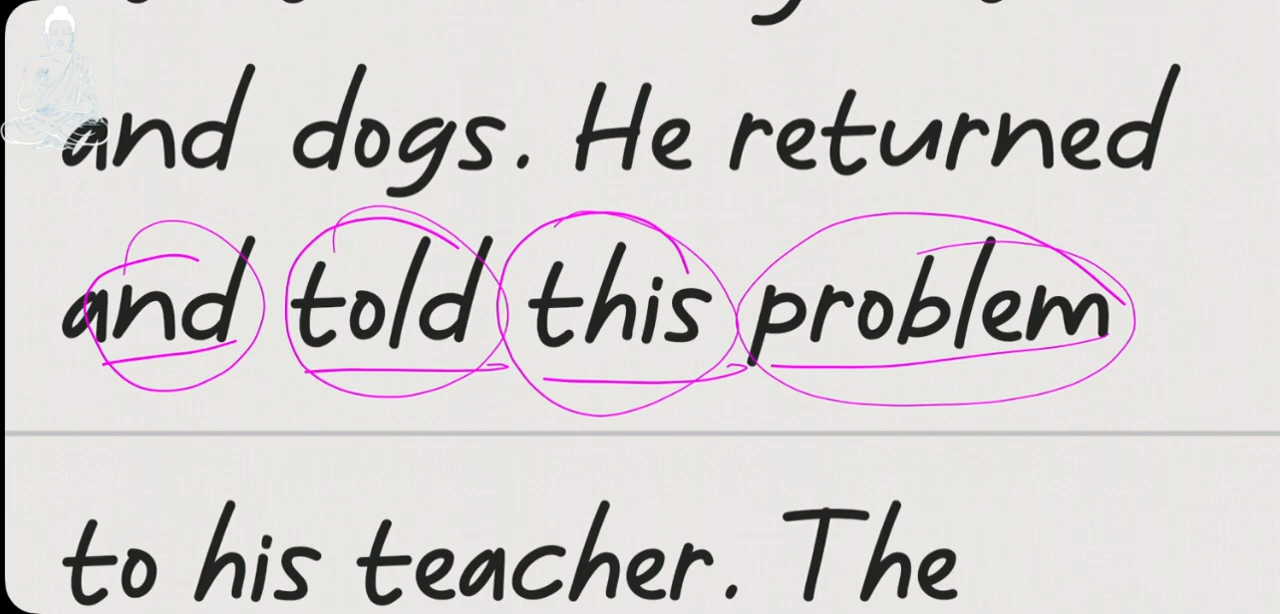 and dogs. He returned
and told this problem
to his teacher. The